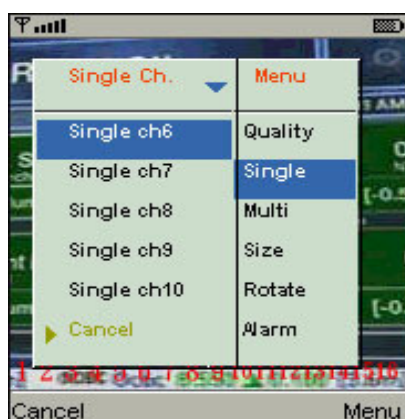 Single Ch. Menu
Single ch6 Quality
Single ch7 Single
Single ch8 Multi
Single ch9 Size
Single ch10 Rotate
Cancel Alarm
Cancel Menu